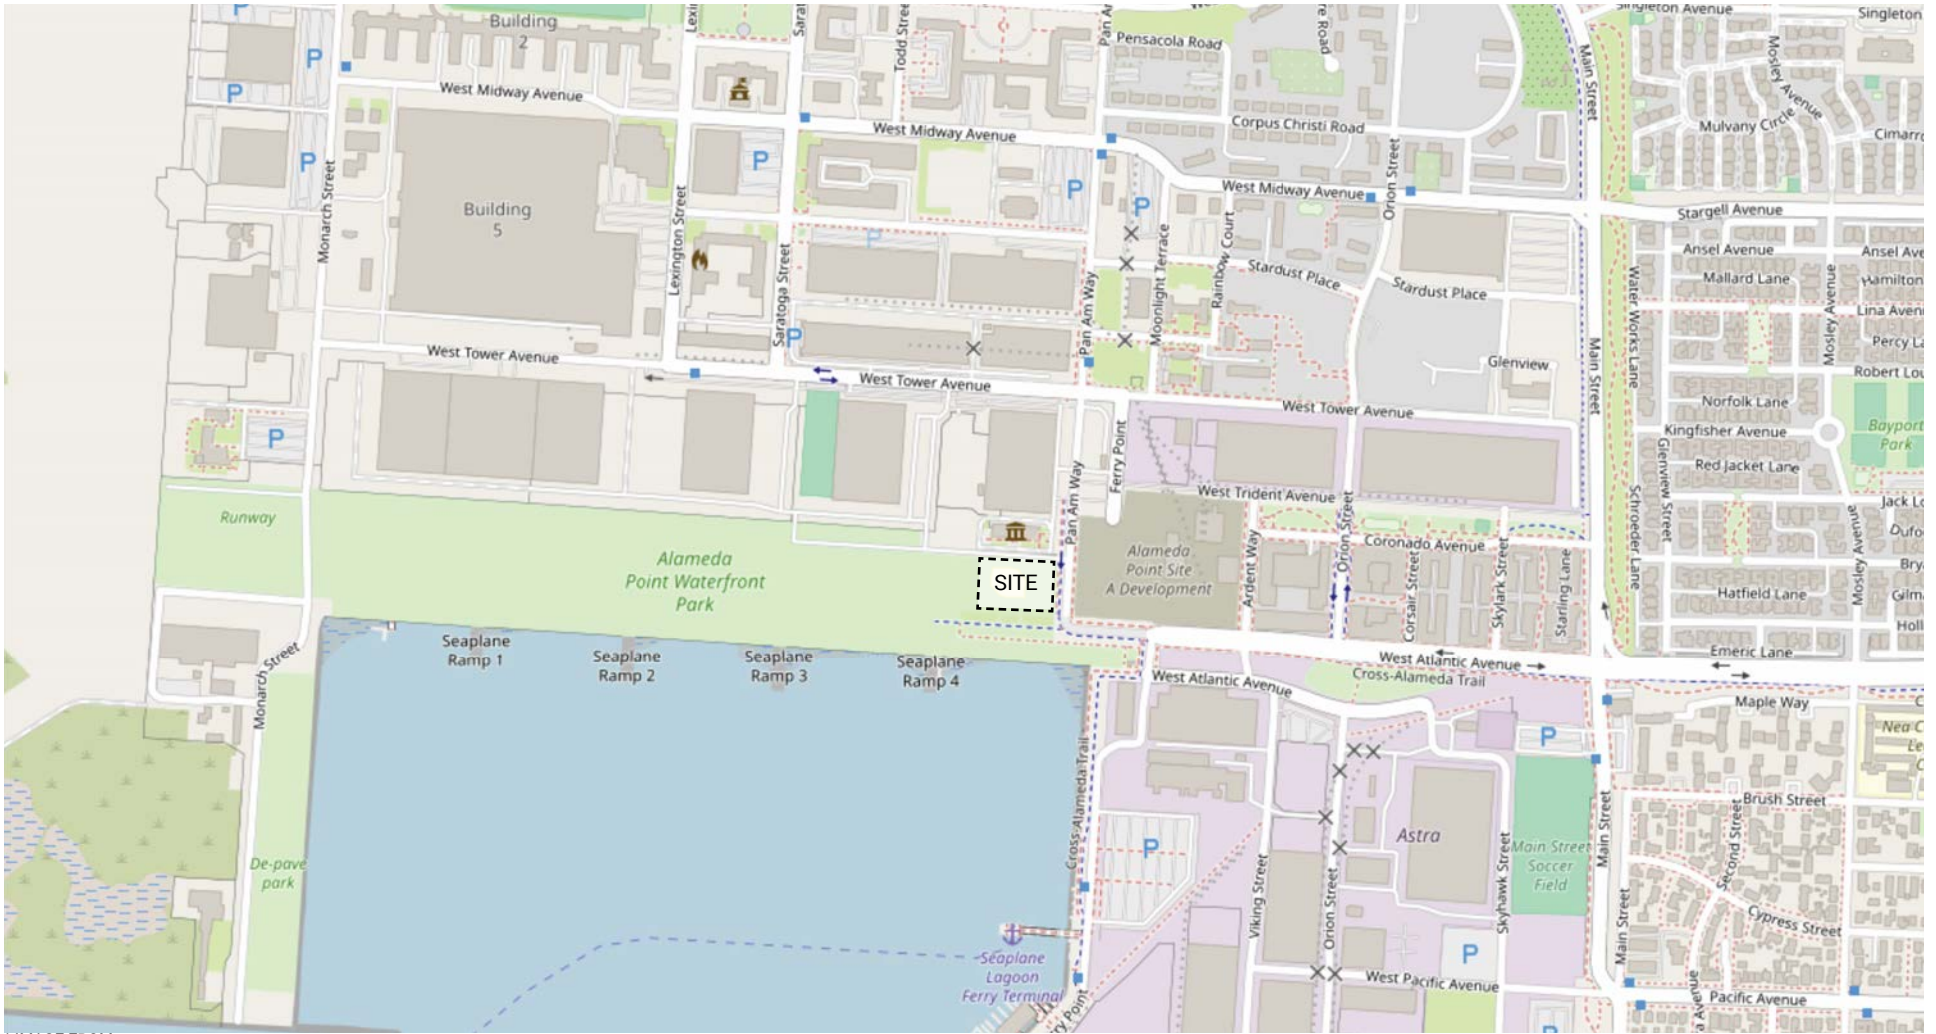 Building
2
Todd Street
Pensacola Road
Singleton Avenue
Singleton
Main Street
Mosley Avenue
West Midway Avenue
West Midway Avenue
Corpus Christi Road
Mulvany Circle
P
P
P
P
P
P
P
Monarch Street
Building
5
Lexington Street
Saratoga Street
Orion Street
West Midway Avenue
Stargell Avenue
Ansel Avenue
Mallard Lane
Water Works Lane
Mosley Avenue
Pan Am Way
Moonlight Terrace
Rainbow Court
Stardust Place
Stardust Place
P
West Tower Avenue
West Tower Avenue
West Tower Avenue
Glenview
Main Street
Norfolk Lane
Kingfisher Avenue
Bayport
Park
Red Jacket Lane
Glenview Street
P
Ferry Point
Pan Am Way
West Trident Avenue
Orion Street
Runway
Alameda
Point Waterfront
Park
SITE
Alameda
Point Site
A Development
Ardent Way
Coronado Avenue
Corsair Street
Skylark Street
Starling Lane
Schroeder Lane
Mosley Avenue
Hatfield Lane
Emeric Lane
Seaplane
Ramp 1
Seaplane
Ramp 2
Seaplane
Ramp 3
Seaplane
Ramp 4
West Atlantic Avenue
West Atlantic Avenue
Cross-Alameda Trail
Monarch Street
Maple Way
P
Cross-Alameda Trail
Brush Street
De-pave
park
P
Astra
Main Street
Soccer
Field
Main Street
Second Street
Viking Street
Orion Street
Skyhawk Street
Cypress Street
Main Street
P
Seaplane
Lagoon
Ferry Terminal
West Pacific Avenue
Pacific Avenue
P